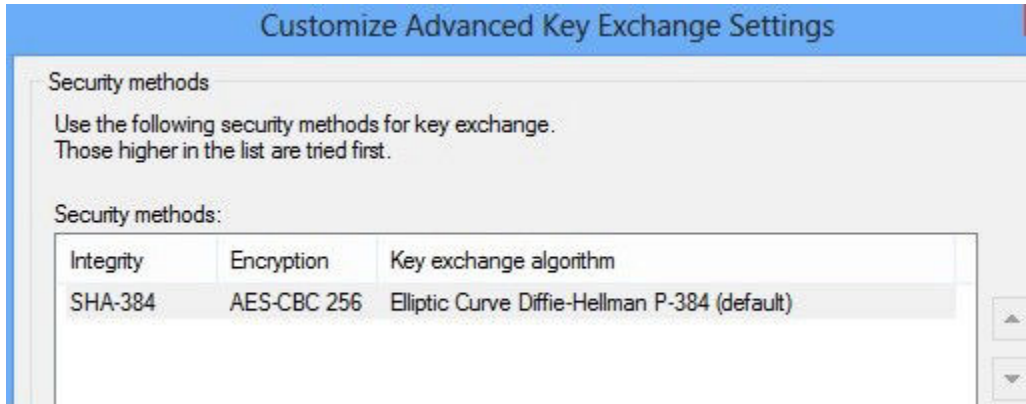 Customize Advanced Key Exchange Settings
Security methods
Use the following security methods for key exchange.
Those higher in the list are tried first.
Security methods:
Integrity Encryption Key exchange algorithm
SHA-384 AES-CBC 256 Elliptic Curve Diffie-Hellman P-384 (default)